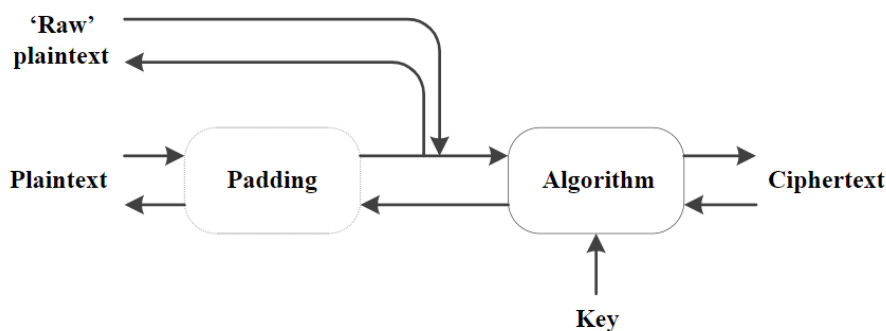 ‘Raw’
plaintext
Plaintext
Padding
Algorithm
Ciphertext
Key